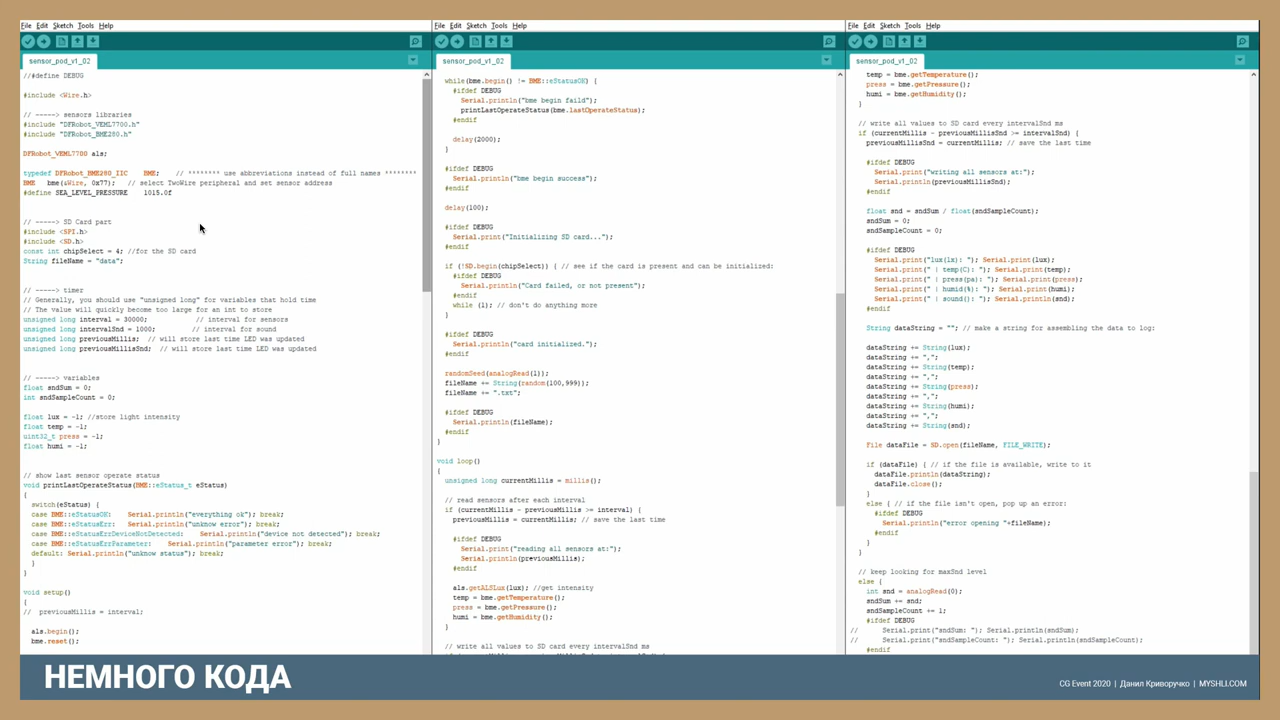 File Edit Sketch Tools Help
sensor_pod_v1_02
//#define DEBUG
#include <Wire.h>
// ----> sensors libraries
#include "DFRobot_VEML7700.h"
#include "DFRobot_BME280.h"
DFRobot_VEML7700 als;
typedef DFRobot_BME280_IIC    BME;    // ******** use abbreviations instead of full names ********
BME   bme(&Wire, 0x77);   // select TwoWire peripheral and set sensor address
#define SEA_LEVEL_PRESSURE    1015.0f
// ----> SD Card part
#include <SPI.h>
#include <SD.h>
const int chipSelect = 4; //for the SD card
String fileName = "data";
// ----> timer
// Generally, you should use "unsigned long" for variables that hold time
// The value will quickly become too large for an int to store
unsigned long interval = 30000;           // interval for sensors
unsigned long intervalSnd = 1000;         // interval for sound
unsigned long previousMillis;  // will store last time LED was updated
unsigned long previousMillisSnd;  // will store last time LED was updated
// ----> variables
float sndSum = 0;
int sndSampleCount = 0;
float lux = -1; //store light intensity
float temp = -1;
uint32_t press = -1;
float humi = -1;
// show last sensor operate status
void printLastOperateStatus(BME::eStatus_t eStatus)
{
switch(eStatus) {
case BME::eStatusOK:    Serial.println("everything ok"); break;
case BME::eStatusErr:   Serial.println("unknow error"); break;
case BME::eStatusErrDeviceNotDetected:    Serial.println("device not detected"); break;
case BME::eStatusErrParameter:    Serial.println("parameter error"); break;
default: Serial.println("unknow status"); break;
}
}
void setup()
{
//  previousMillis = interval;
als.begin();
bme.reset();
File Edit Sketch Tools Help
sensor_pod_v1_02
while(bme.begin() != BME::eStatusOK) {
#ifdef DEBUG
Serial.println("bme begin faild");
printLastOperateStatus(bme.lastOperateStatus);
#endif
delay(2000);
}
#ifdef DEBUG
Serial.println("bme begin success");
#endif
delay(100);
#ifdef DEBUG
Serial.print("Initializing SD card...");
#endif
if (!SD.begin(chipSelect)) { // see if the card is present and can be initialized:
#ifdef DEBUG
Serial.println("Card failed, or not present");
#endif
while (1); // don't do anything more
}
#ifdef DEBUG
Serial.println("card initialized.");
#endif
randomSeed(analogRead(1));
fileName += String(random(100,999));
fileName += ".txt";
#ifdef DEBUG
Serial.println(fileName);
#endif
}
void loop()
{
unsigned long currentMillis = millis();
// read sensors after each interval
if (currentMillis - previousMillis >= interval) {
previousMillis = currentMillis; // save the last time
#ifdef DEBUG
Serial.print("reading all sensors at:");
Serial.println(previousMillis);
#endif
als.getALSLux(lux); //get intensity
temp = bme.getTemperature();
press = bme.getPressure();
humi = bme.getHumidity();
}
// write all values to SD card every intervalSnd ms
File Edit Sketch Tools Help
sensor_pod_v1_02
temp = bme.getTemperature();
press = bme.getPressure();
humi = bme.getHumidity();
}
// write all values to SD card every intervalSnd ms
if (currentMillis - previousMillisSnd >= intervalSnd) {
previousMillisSnd = currentMillis; // save the last time
#ifdef DEBUG
Serial.print("writing all sensors at:");
Serial.println(previousMillisSnd);
#endif
float snd = sndSum / float(sndSampleCount);
sndSum = 0;
sndSampleCount = 0;
#ifdef DEBUG
Serial.print("lux(lx): "); Serial.print(lux);
Serial.print(" | temp(C): "); Serial.print(temp);
Serial.print(" | press(pa): "); Serial.print(press);
Serial.print(" | humid(%): "); Serial.print(humi);
Serial.print(" | sound(): "); Serial.println(snd);
#endif
String dataString = ""; // make a string for assembling the data to log:
dataString += String(lux);
dataString += ",";
dataString += String(temp);
dataString += ",";
dataString += String(press);
dataString += ",";
dataString += String(humi);
dataString += ",";
dataString += String(snd);
File dataFile = SD.open(fileName, FILE_WRITE);
if (dataFile) { // if the file is available, write to it
dataFile.println(dataString);
dataFile.close();
}
else { // if the file isn't open, pop up an error:
#ifdef DEBUG
Serial.println("error opening "+fileName);
#endif
}
}
// keep looking for maxSnd level
else {
int snd = analogRead(0);
sndSum += snd;
sndSampleCount += 1;
#ifdef DEBUG
//      Serial.print("sndSum: "); Serial.println(sndSum);
//      Serial.print("sndSampleCount: "); Serial.println(sndSampleCount);
#endif
НЕМНОГО КОДА
CG Event 2020 | Данил Криворучко | MYSHLI.COM